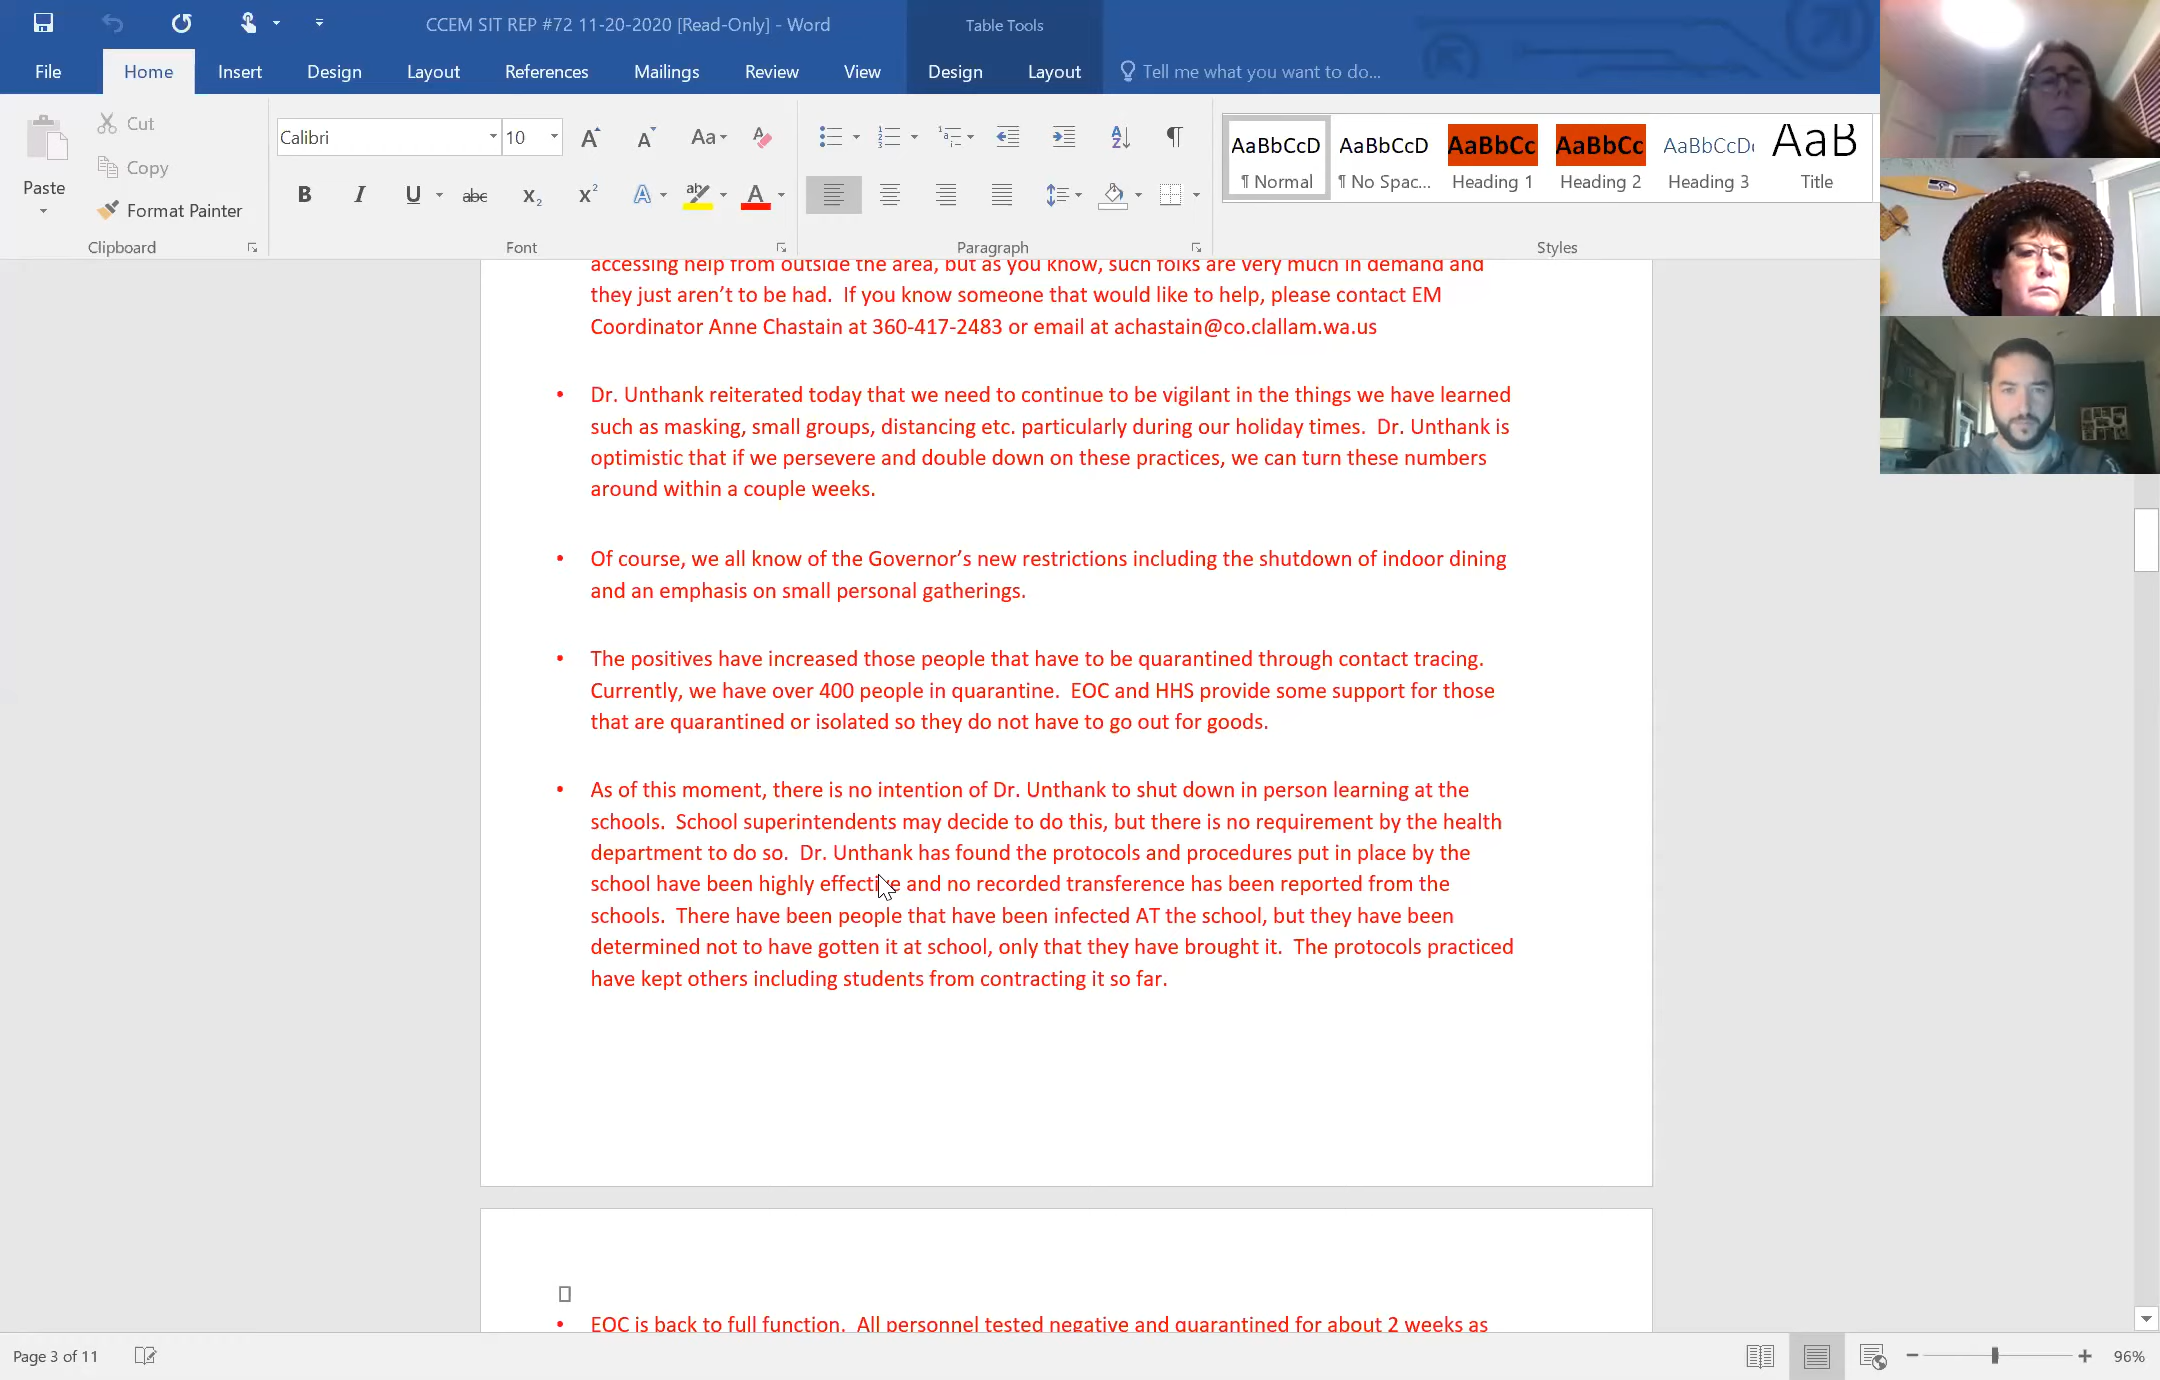 CCEM SIT REP #72 11-20-2020 [Read-Only] - Word
Table Tools
File Home Insert Design Layout References Mailings Review View Design Layout Tell me what you want to do...
Paste
Cut
Copy
Format Painter
Clipboard
Calibri 10
Aa
B I U abc X2 X2 A ab A
Font
Paragraph
AaBbCcD AaBbCcD AaBbCc AaBbCc AaBbCcD AaB
¶ Normal ¶ No Spac... Heading 1 Heading 2 Heading 3 Title
Styles
accessing help from outside the area, but as you know, such folks are very much in demand and
they just aren't to be had. If you know someone that would like to help, please contact EM
Coordinator Anne Chastain at 360-417-2483 or email at achastain@co.clallam.wa.us
• Dr. Unthank reiterated today that we need to continue to be vigilant in the things we have learned
such as masking, small groups, distancing etc. particularly during our holiday times. Dr. Unthank is
optimistic that if we persevere and double down on these practices, we can turn these numbers
around within a couple weeks.
• Of course, we all know of the Governor's new restrictions including the shutdown of indoor dining
and an emphasis on small personal gatherings.
• The positives have increased those people that have to be quarantined through contact tracing.
Currently, we have over 400 people in quarantine. EOC and HHS provide some support for those
that are quarantined or isolated so they do not have to go out for goods.
• As of this moment, there is no intention of Dr. Unthank to shut down in person learning at the
schools. School superintendents may decide to do this, but there is no requirement by the health
department to do so. Dr. Unthank has found the protocols and procedures put in place by the
school have been highly effective and no recorded transference has been reported from the
schools. There have been people that have been infected AT the school, but they have been
determined not to have gotten it at school, only that they have brought it. The protocols practiced
have kept others including students from contracting it so far.
• EOC is back to full function. All personnel tested negative and quarantined for about 2 weeks as
Page 3 of 11
96%